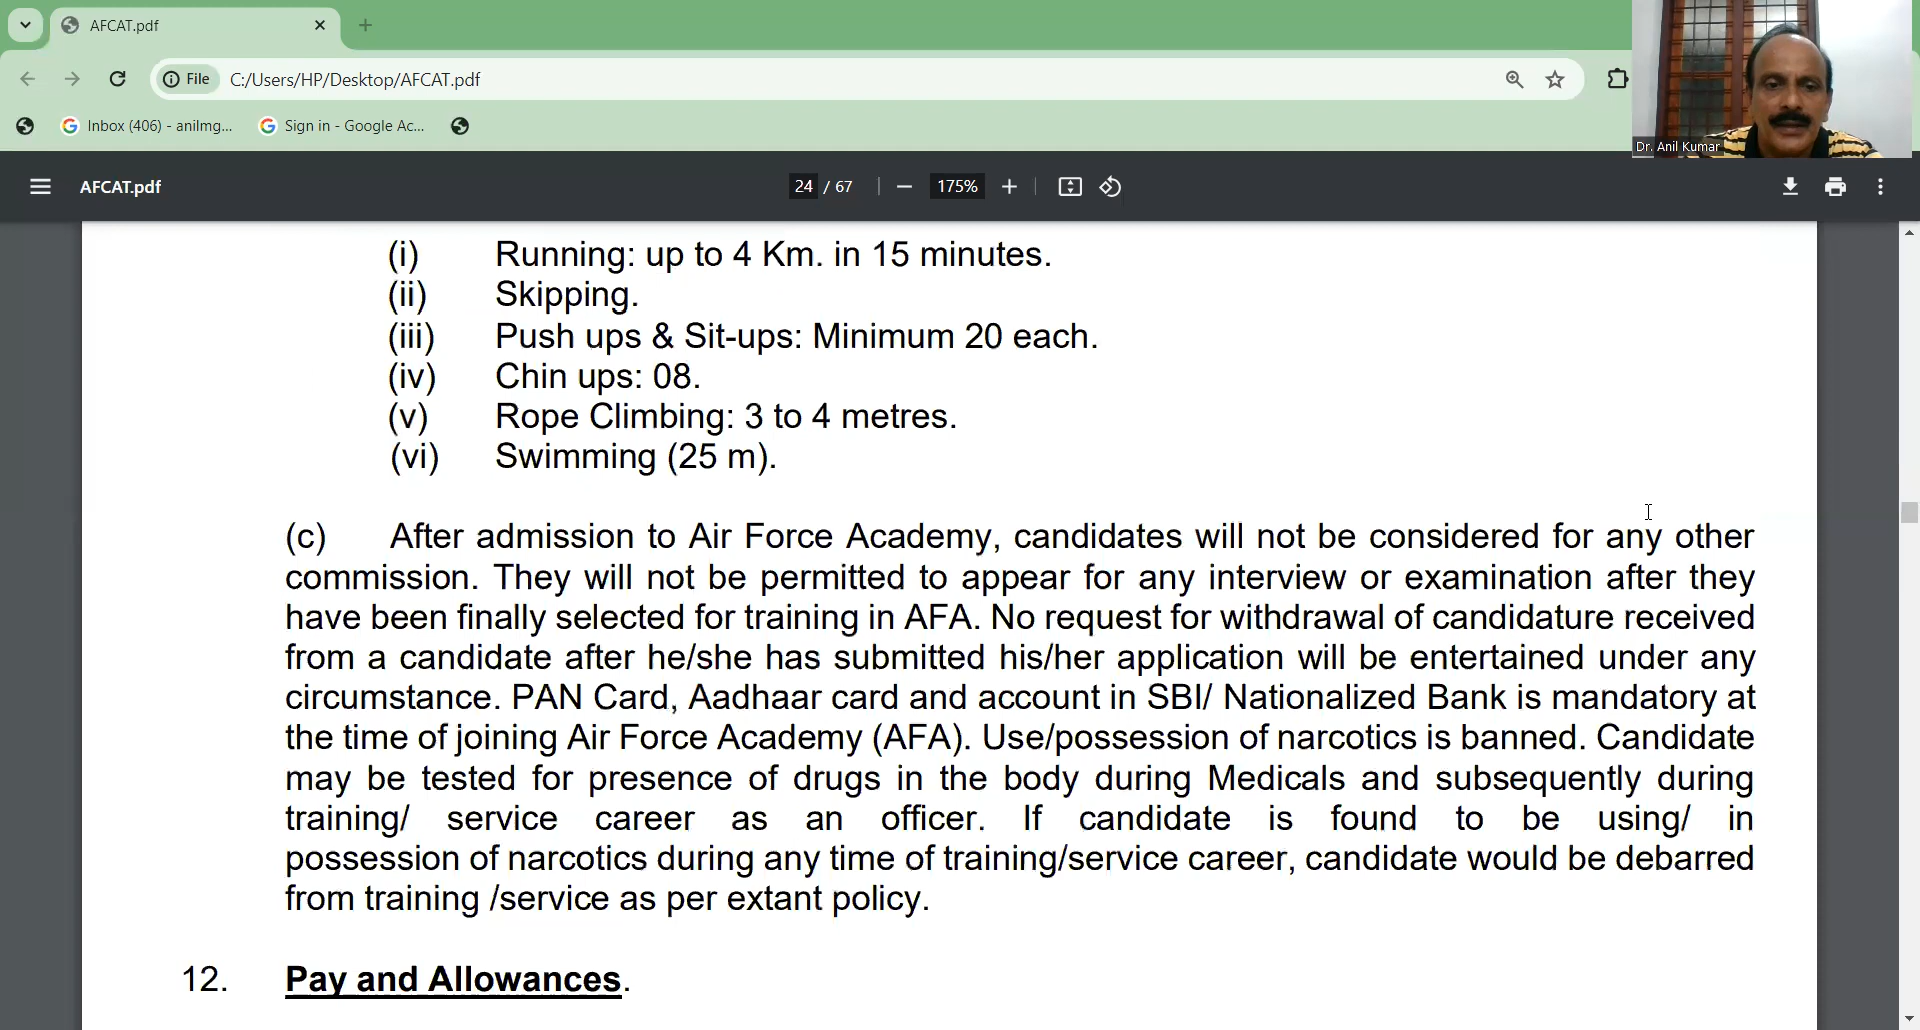 AFCAT.pdf
File
C:/Users/HP/Desktop/AFCAT.pdf
Inbox (406) - anilmg...
Sign in - Google Ac...
Dr. Anil Kumar
AFCAT.pdf
24 / 67
175%
(i) Running: up to 4 Km. in 15 minutes.
(ii) Skipping.
(iii) Push ups & Sit-ups: Minimum 20 each.
(iv) Chin ups: 08.
(v) Rope Climbing: 3 to 4 metres.
(vi) Swimming (25 m).
(c) After admission to Air Force Academy, candidates will not be considered for any other
commission. They will not be permitted to appear for any interview or examination after they
have been finally selected for training in AFA. No request for withdrawal of candidature received
from a candidate after he/she has submitted his/her application will be entertained under any
circumstance. PAN Card, Aadhaar card and account in SBI/ Nationalized Bank is mandatory at
the time of joining Air Force Academy (AFA). Use/possession of narcotics is banned. Candidate
may be tested for presence of drugs in the body during Medicals and subsequently during
training/ service career as an officer. If candidate is found to be using/ in
possession of narcotics during any time of training/service career, candidate would be debarred
from training /service as per extant policy.
12. Pay and Allowances.